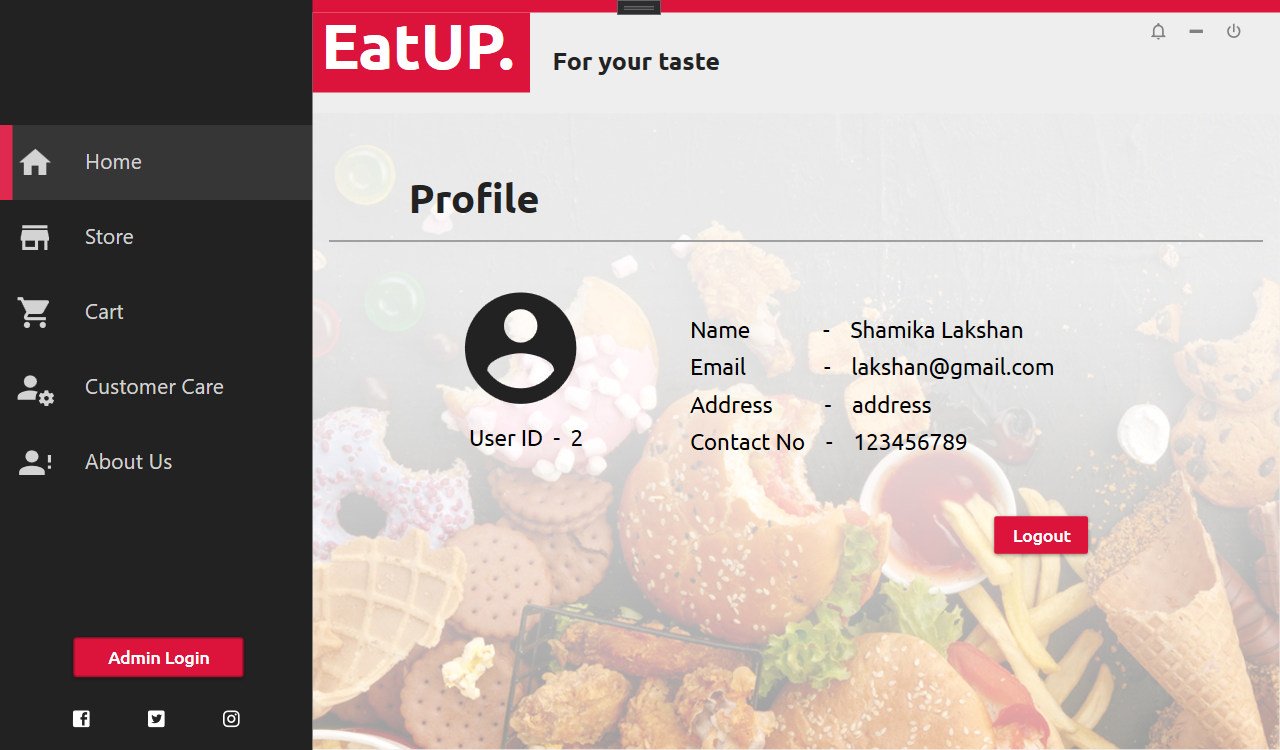 EatUP.
For your taste
Home
Store
Cart
Customer Care
About Us
Admin Login
Profile
User ID - 2
Name - Shamika Lakshan
Email - lakshan@gmail.com
Address - address
Contact No - 123456789
Logout